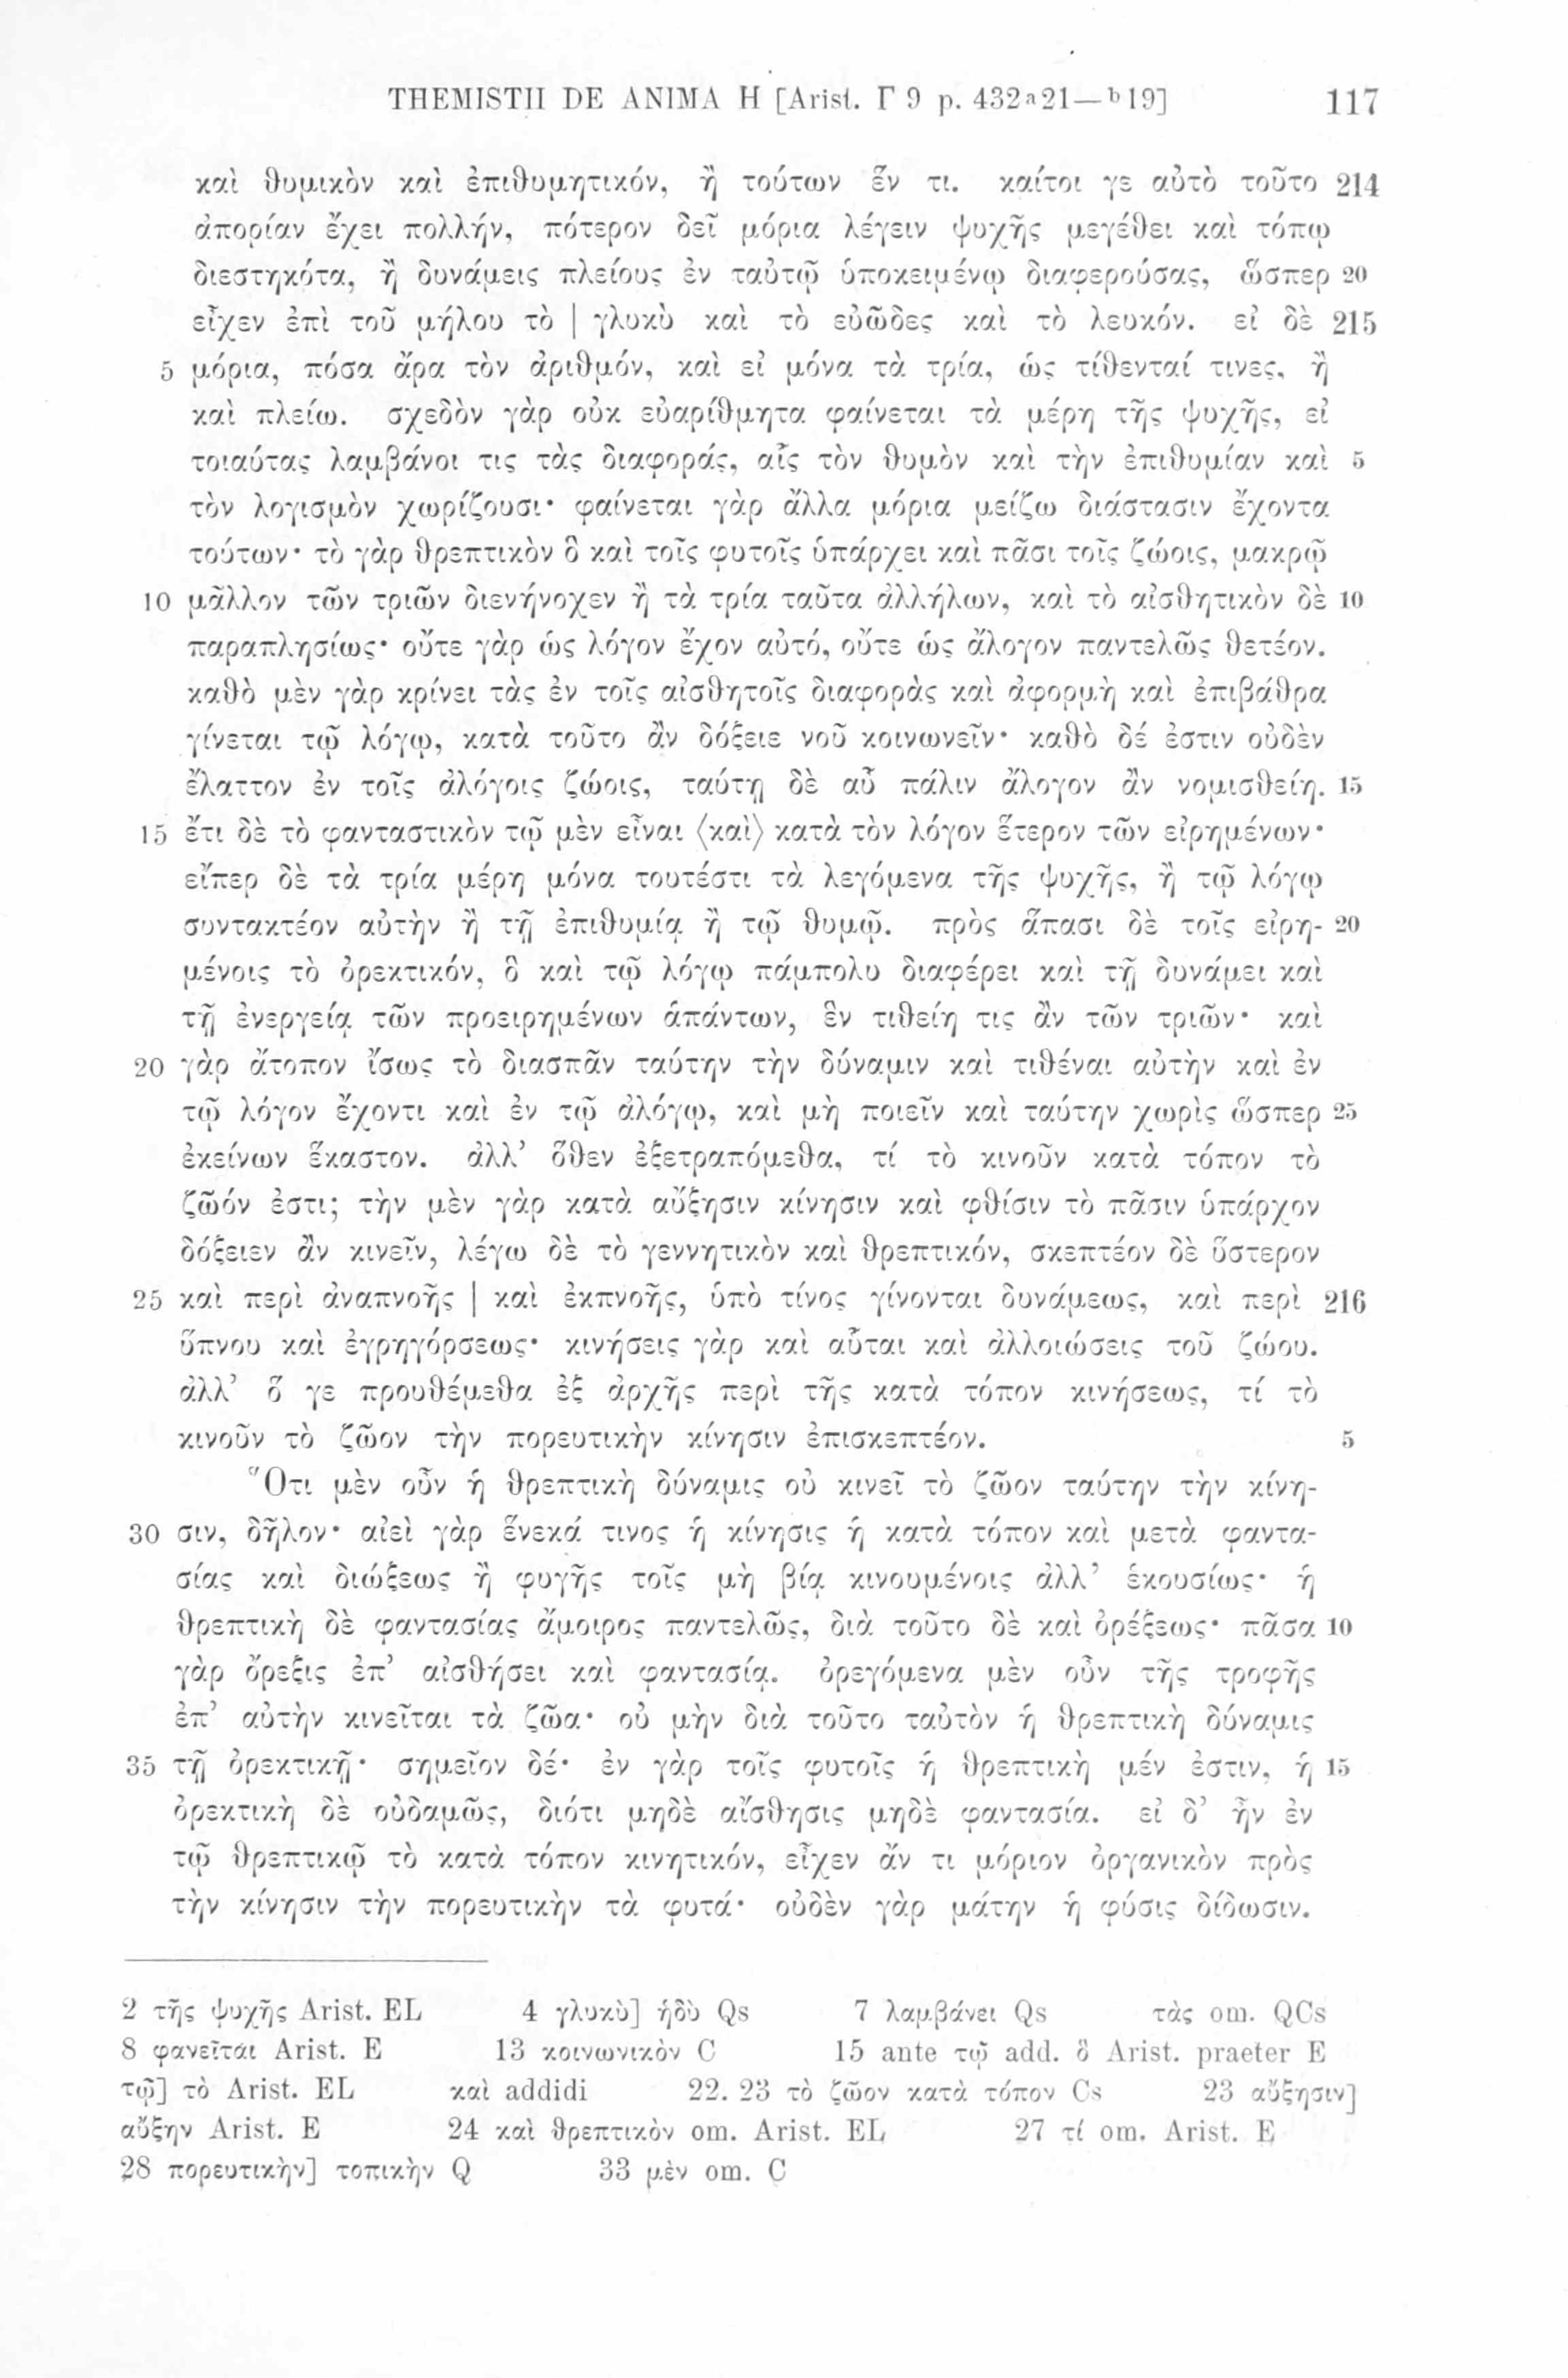 THEMISTII DE ANIMA H [Arist. Γ 9 p. 432ᵃ21—ᵇ19] 117
καὶ θυμικὸν καὶ ἐπιθυμητικόν, ἢ τούτων ἕν τι. καίτοι γε αὐτὸ τοῦτο 214
ἀπορίαν ἔχει πολλήν, πότερον δεῖ μόρια λέγειν ψυχῆς μεγέθει καὶ τόπῳ
διεστηκότα, ἢ δυνάμεις πλείους ἐν ταὐτῷ ὑποκειμένῳ διαφερούσας, ὥσπερ 20
εἶχεν ἐπὶ τοῦ μήλου τὸ | γλυκὺ καὶ τὸ εὐῶδες καὶ τὸ λευκόν. εἰ δὲ 215
5 μόρια, πόσα ἄρα τὸν ἀριθμόν, καὶ εἰ μόνα τὰ τρία, ὡς τίθενταί τινες, ἢ
καὶ πλείω. σχεδὸν γὰρ οὐκ εὐαρίθμητα φαίνεται τὰ μέρη τῆς ψυχῆς, εἰ
τοιαύτας λαμβάνοι τις τὰς διαφοράς, αἷς τὸν θυμὸν καὶ τὴν ἐπιθυμίαν καὶ 5
τὸν λογισμὸν χωρίζουσι· φαίνεται γὰρ ἄλλα μόρια μείζω διάστασιν ἔχοντα
τούτων· τὸ γὰρ θρεπτικὸν ὃ καὶ τοῖς φυτοῖς ὑπάρχει καὶ πᾶσι τοῖς ζῴοις, μακρῷ
10 μᾶλλον τῶν τριῶν διενήνοχεν ἢ τὰ τρία ταῦτα ἀλλήλων, καὶ τὸ αἰσθητικὸν δὲ 10
παραπλησίως· οὔτε γὰρ ὡς λόγον ἔχον αὐτό, οὔτε ὡς ἄλογον παντελῶς θετέον.
καθὸ μὲν γὰρ κρίνει τὰς ἐν τοῖς αἰσθητοῖς διαφορὰς καὶ ἀφορμὴ καὶ ἐπιβάθρα
γίνεται τῷ λόγῳ, κατὰ τοῦτο ἂν δόξειε νοῦ κοινωνεῖν· καθὸ δέ ἐστιν οὐδὲν
ἔλαττον ἐν τοῖς ἀλόγοις ζῴοις, ταύτῃ δὲ αὖ πάλιν ἄλογον ἂν νομισθείη. 15
15 ἔτι δὲ τὸ φανταστικὸν τῷ μὲν εἶναι ⟨καὶ⟩ κατὰ τὸν λόγον ἕτερον τῶν εἰρημένων·
εἴπερ δὲ τὰ τρία μέρη μόνα τουτέστι τὰ λεγόμενα τῆς ψυχῆς, ἢ τῷ λόγῳ
συντακτέον αὐτὴν ἢ τῇ ἐπιθυμίᾳ ἢ τῷ θυμῷ. πρὸς ἅπασι δὲ τοῖς εἰρη- 20
μένοις τὸ ὀρεκτικόν, ὃ καὶ τῷ λόγῳ πάμπολυ διαφέρει καὶ τῇ δυνάμει καὶ
τῇ ἐνεργείᾳ τῶν προειρημένων ἁπάντων, ἓν τιθείη τις ἂν τῶν τριῶν· καὶ
20 γὰρ ἄτοπον ἴσως τὸ διασπᾶν ταύτην τὴν δύναμιν καὶ τιθέναι αὐτὴν καὶ ἐν
τῷ λόγον ἔχοντι καὶ ἐν τῷ ἀλόγῳ, καὶ μὴ ποιεῖν καὶ ταύτην χωρὶς ὥσπερ 25
ἐκείνων ἕκαστον. ἀλλ’ ὅθεν ἐξετραπόμεθα, τί τὸ κινοῦν κατὰ τόπον τὸ
ζῷόν ἐστι; τὴν μὲν γὰρ κατὰ αὔξησιν κίνησιν καὶ φθίσιν τὸ πᾶσιν ὑπάρχον
δόξειεν ἂν κινεῖν, λέγω δὲ τὸ γεννητικὸν καὶ θρεπτικόν, σκεπτέον δὲ ὕστερον
25 καὶ περὶ ἀναπνοῆς | καὶ ἐκπνοῆς, ὑπὸ τίνος γίνονται δυνάμεως, καὶ περὶ 216
ὕπνου καὶ ἐγρηγόρσεως· κινήσεις γὰρ καὶ αὗται καὶ ἀλλοιώσεις τοῦ ζῴου.
ἀλλ’ ὅ γε προυθέμεθα ἐξ ἀρχῆς περὶ τῆς κατὰ τόπον κινήσεως, τί τὸ
κινοῦν τὸ ζῷον τὴν πορευτικὴν κίνησιν ἐπισκεπτέον. 5
Ὅτι μὲν οὖν ἡ θρεπτικὴ δύναμις οὐ κινεῖ τὸ ζῷον ταύτην τὴν κίνη-
30 σιν, δῆλον· αἰεὶ γὰρ ἕνεκά τινος ἡ κίνησις ἡ κατὰ τόπον καὶ μετὰ φαντα-
σίας καὶ διώξεως ἢ φυγῆς τοῖς μὴ βίᾳ κινουμένοις ἀλλ’ ἑκουσίως· ἡ
θρεπτικὴ δὲ φαντασίας ἄμοιρος παντελῶς, διὰ τοῦτο δὲ καὶ ὀρέξεως· πᾶσα 10
γὰρ ὄρεξις ἐπ’ αἰσθήσει καὶ φαντασίᾳ. ὀρεγόμενα μὲν οὖν τῆς τροφῆς
ἐπ’ αὐτὴν κινεῖται τὰ ζῷα· οὐ μὴν διὰ τοῦτο ταὐτὸν ἡ θρεπτικὴ δύναμις
35 τῇ ὀρεκτικῇ· σημεῖον δέ· ἐν γὰρ τοῖς φυτοῖς ἡ θρεπτικὴ μέν ἐστιν, ἡ 15
ὀρεκτικὴ δὲ οὐδαμῶς, διότι μηδὲ αἴσθησις μηδὲ φαντασία. εἰ δ’ ἦν ἐν
τῷ θρεπτικῷ τὸ κατὰ τόπον κινητικόν, εἶχεν ἄν τι μόριον ὀργανικὸν πρὸς
τὴν κίνησιν τὴν πορευτικὴν τὰ φυτά· οὐδὲν γὰρ μάτην ἡ φύσις δίδωσιν.
2 τῆς ψυχῆς Arist. EL 4 γλυκὺ] ἡδὺ Qs 7 λαμβάνει Qs τὰς om. QCs
8 φανεῖται Arist. E 13 κοινωνικὸν C 15 ante τῷ add. ὃ Arist. praeter E
τῷ] τὸ Arist. EL καὶ addidi 22. 23 τὸ ζῷον κατὰ τόπον Cs 23 αὔξησιν]
αὔξην Arist. E 24 καὶ θρεπτικὸν om. Arist. EL 27 τί om. Arist. E
28 πορευτικὴν] τοπικὴν Q 33 μὲν om. C